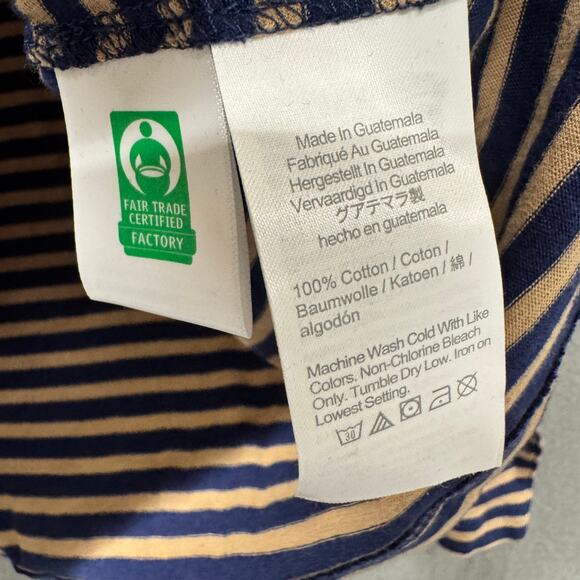 FAIR TRADE
CERTIFIED
FACTORY
Made In Guatemala
Fabriqué Au Guatemala
Hergestellt In Guatemala
Vervaardigd In Guatemala
グアテマラ製
hecho en guatemala
100% Cotton / Coton /
Baumwolle / Katoen / 綿 /
algodón
Machine Wash Cold With Like
Colors. Non-Chlorine Bleach
Only. Tumble Dry Low. Iron on
Lowest Setting.
30